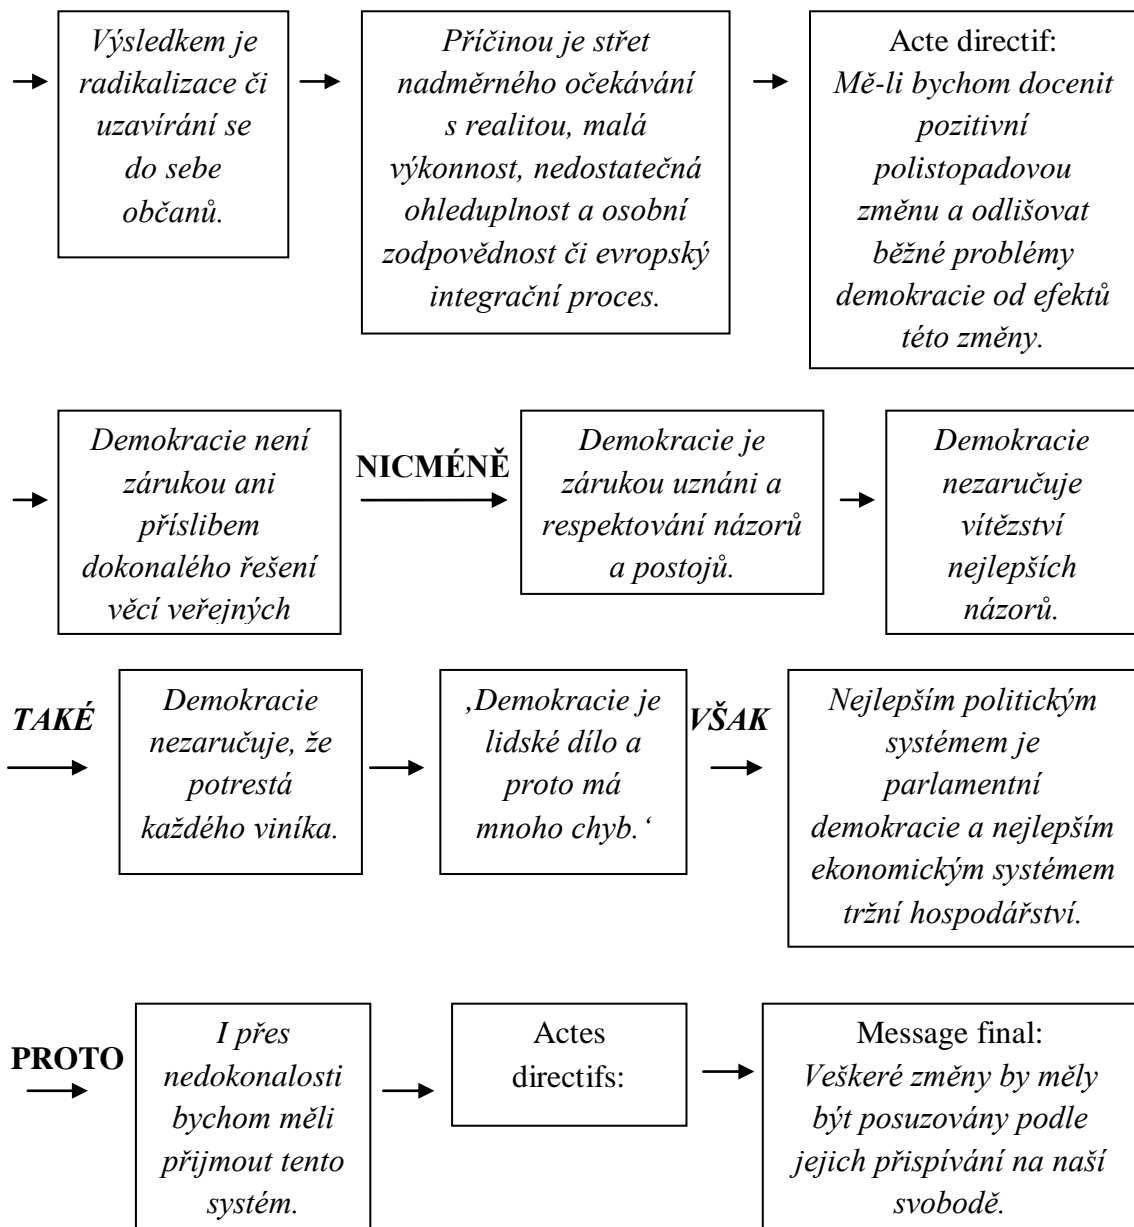 Výsledkem je
radikalizace či
uzavírání se
do sebe
občanů.
Příčinou je střet
nadměrného očekávání
s realitou, malá
výkonnost, nedostatečná
ohleduplnost a osobní
zodpovědnost či evropský
integrační proces.
Acte directif:
Mě-li bychom docenit
pozitivní
polistopadovou
změnu a odlišovat
běžné problémy
demokracie od efektů
této změny.
Demokracie není
zárukou ani
příslibem
dokonalého řešení
věcí veřejných
NICMÉNĚ
Demokracie je
zárukou uznáni a
respektování názorů
a postojů.
Demokracie
nezaručuje
vítězství
nejlepších
názorů.
TAKÉ
Demokracie
nezaručuje, že
potrestá
každého viníka.
‚Demokracie je
lidské dílo a
proto má
mnoho chyb.‘
VŠAK
Nejlepším politickým
systémem je
parlamentní
demokracie a nejlepším
ekonomickým systémem
tržní hospodářství.
PROTO
I přes
nedokonalosti
bychom měli
přijmout tento
systém.
Actes
directifs:
Message final:
Veškeré změny by měly
být posuzovány podle
jejich přispívání na naší
svobodě.